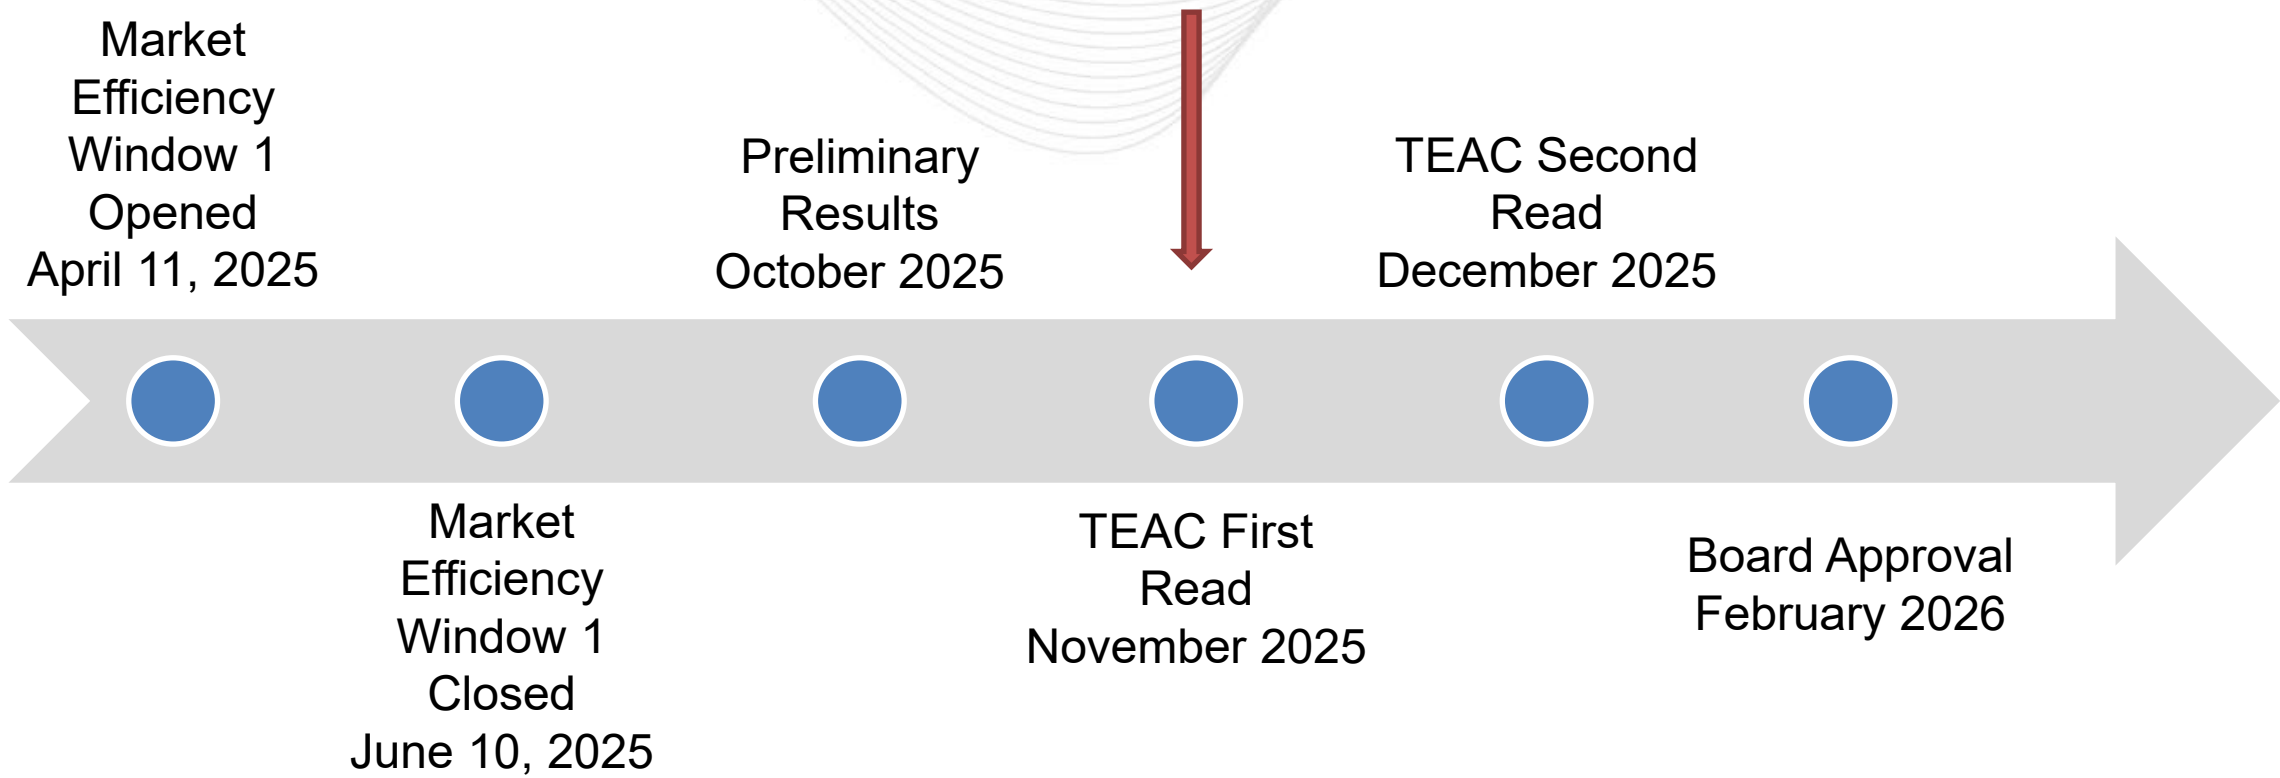 Market
Efficiency
Window 1
Opened
April 11, 2025
Market
Efficiency
Window 1
Closed
June 10, 2025
Preliminary
Results
October 2025
TEAC First
Read
November 2025
TEAC Second
Read
December 2025
Board Approval
February 2026